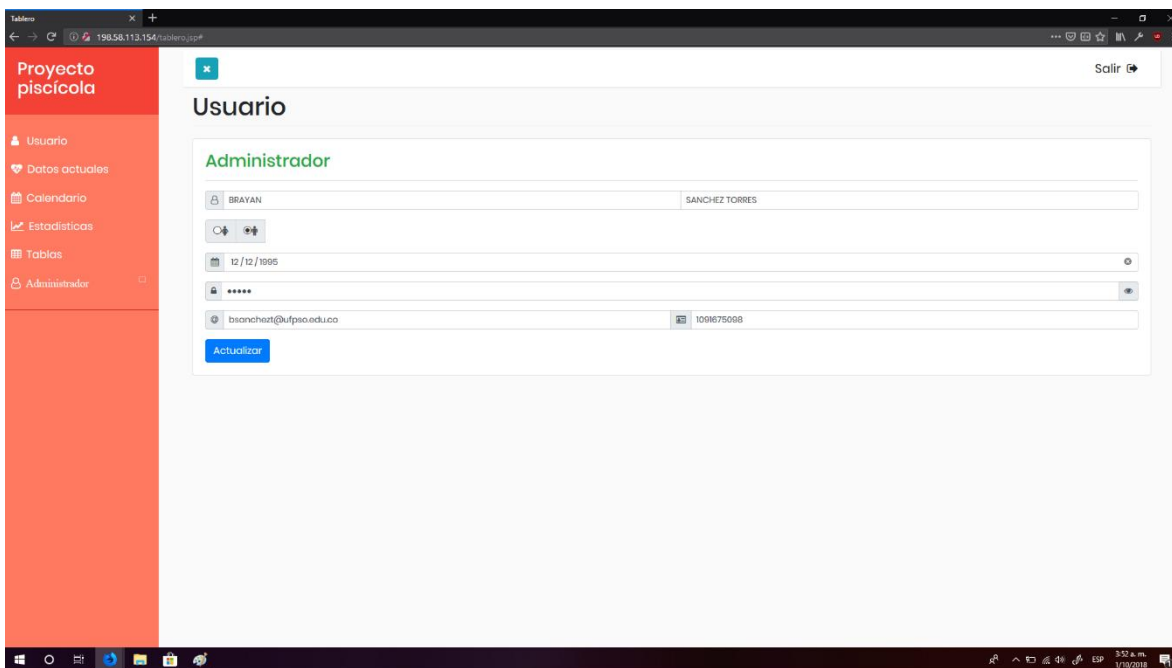 Tablero
198.58.113.154/tablero.jsp#
Proyecto
piscícola
Salir
Usuario
Usuario
Datos actuales
Calendario
Estadísticas
Tablas
Administrador
Administrador
BRAYAN SANCHEZ TORRES
12 / 12 / 1995
bsanchezt@ufpso.edu.co 1091675098
Actualizar
ESP
3:52 a. m.
1/10/2018